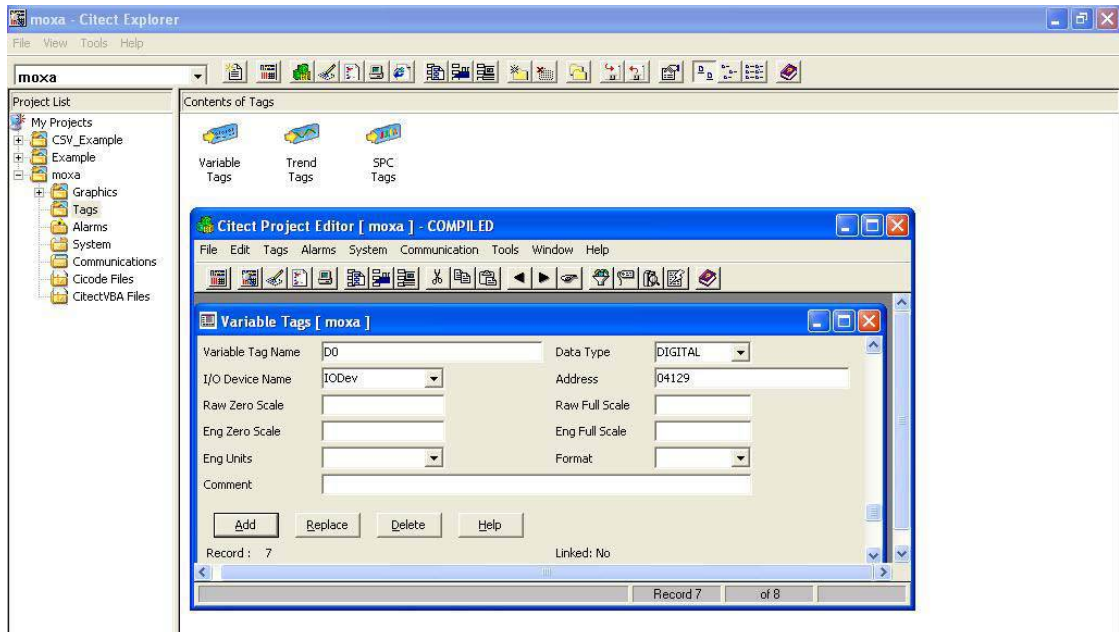 moxa - Citect Explorer
File View Tools Help
moxa
Project List
My Projects
CSV_Example
Example
moxa
Graphics
Tags
Alarms
System
Communications
Cicode Files
CitectVBA Files
Contents of Tags
Variable Tags
Trend Tags
SPC Tags
Citect Project Editor [ moxa ] - COMPILED
File Edit Tags Alarms System Communication Tools Window Help
Variable Tags [ moxa ]
Variable Tag Name D0 Data Type DIGITAL
I/O Device Name IODev Address 04129
Raw Zero Scale Raw Full Scale
Eng Zero Scale Eng Full Scale
Eng Units Format
Comment
Add Replace Delete Help
Record : 7 Linked: No
Record 7 of 8